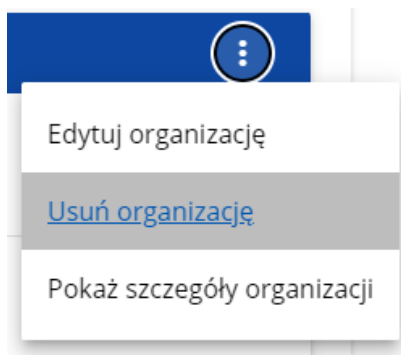 Edytuj organizację
Usuń organizację
Pokaż szczegóły organizacji